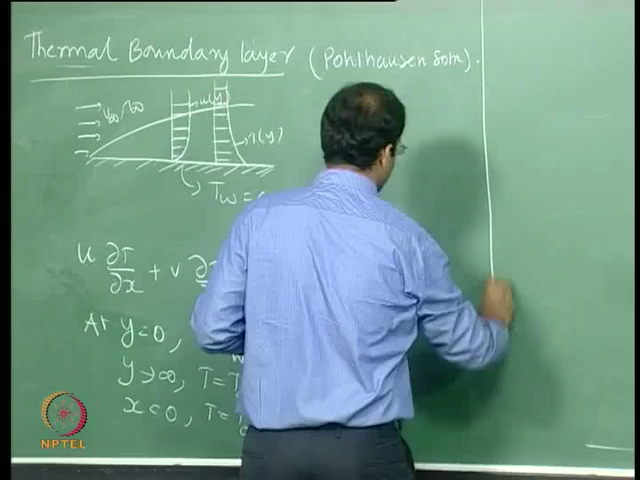 Thermal Boundary layer (Pohlhausen Soln).
u∞, T∞ u(y)
T(y)
Tw =
u ∂T/∂x + v ∂
At y=0,
y→∞, T=T
x=0, T=T
NPTEL